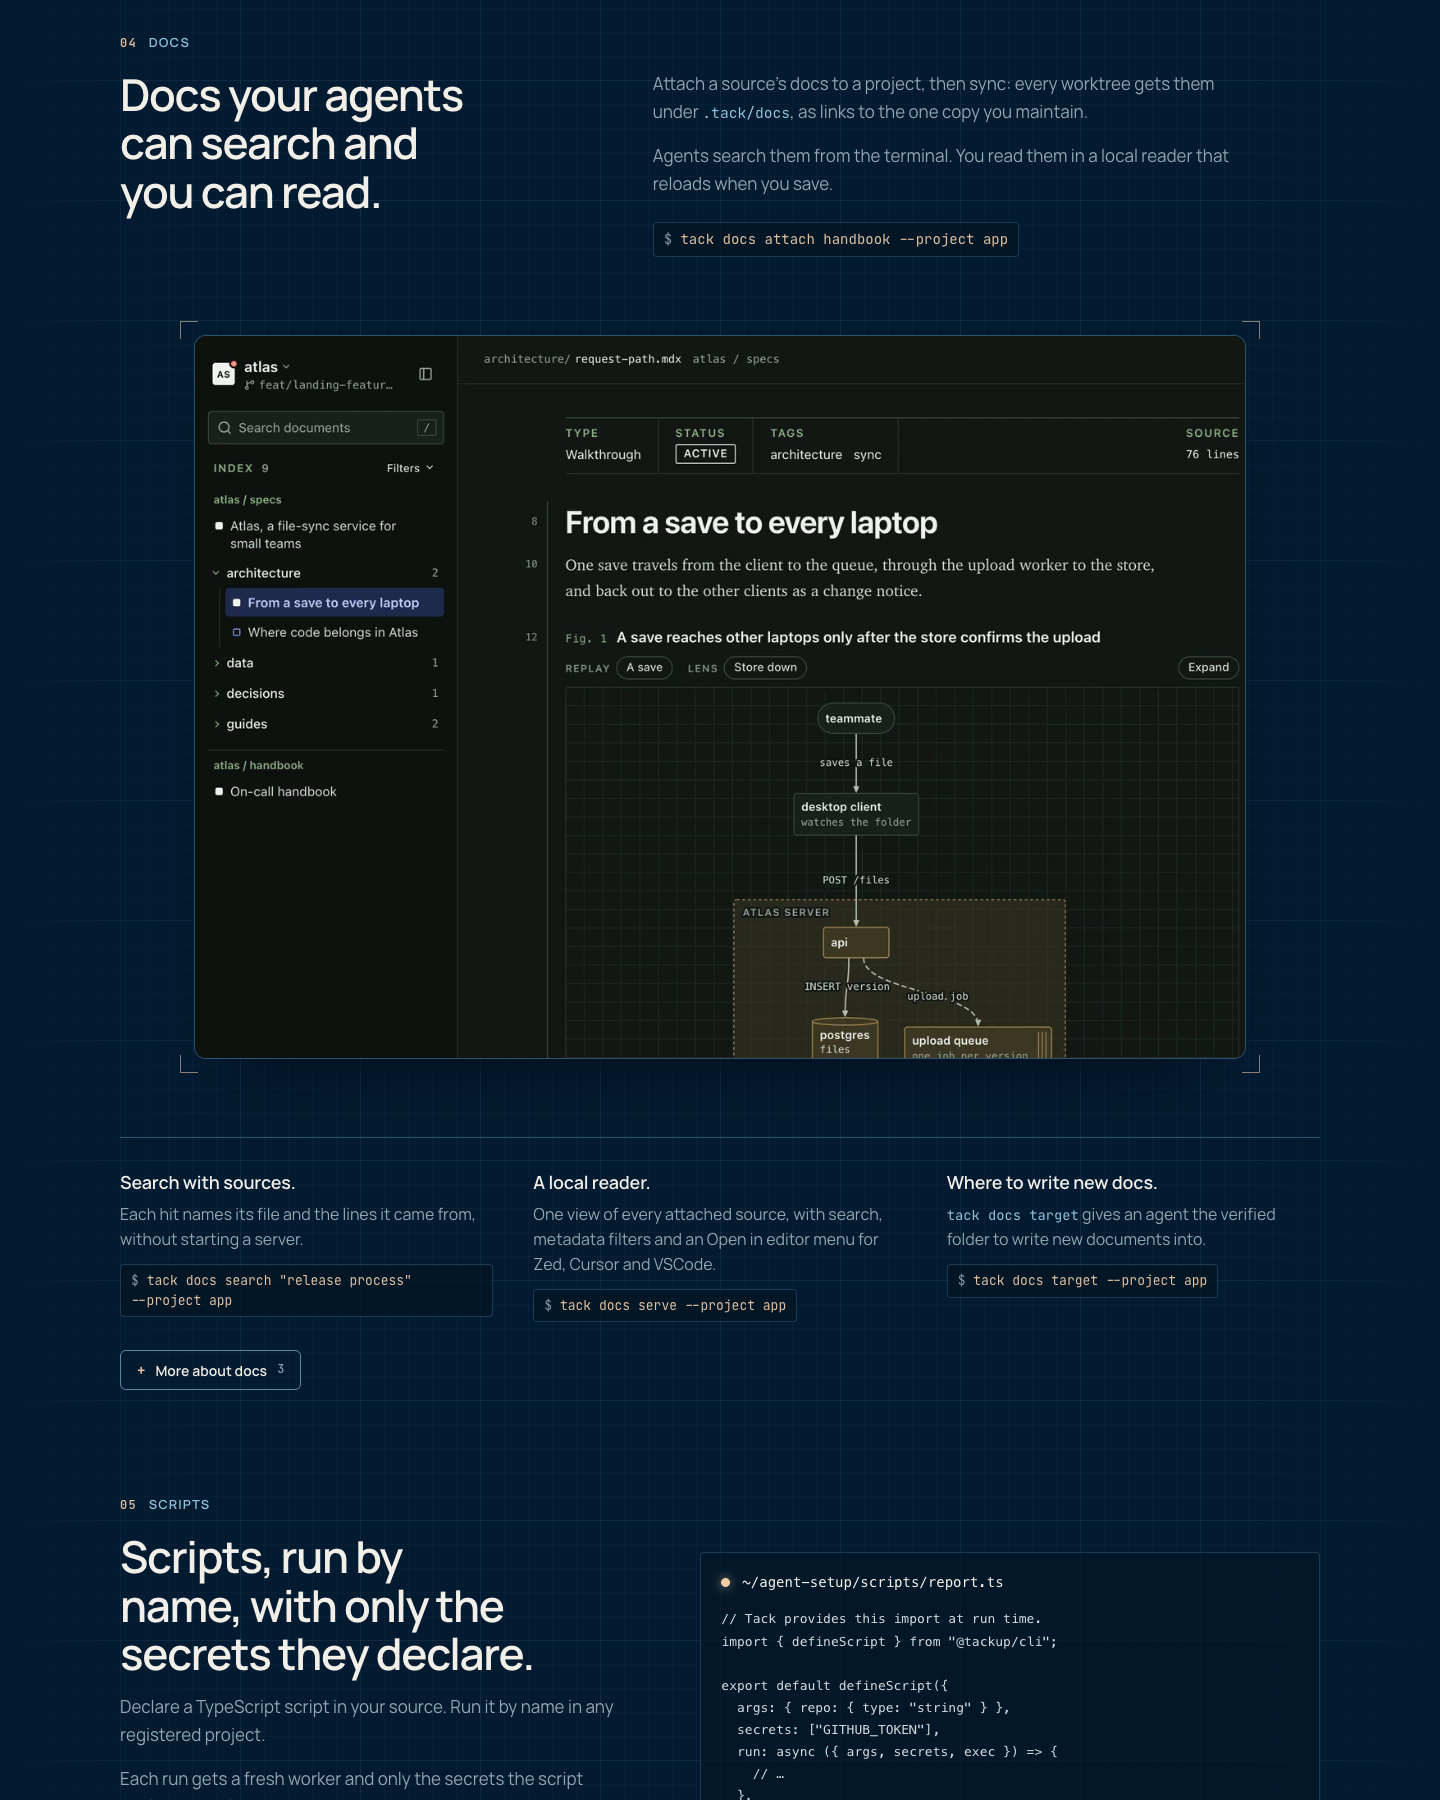 04 DOCS
Docs your agents
can search and
you can read.
Attach a source's docs to a project, then sync: every worktree gets them
under .tack/docs, as links to the one copy you maintain.
Agents search them from the terminal. You read them in a local reader that
reloads when you save.
$ tack docs attach handbook --project app
AS
atlas
feat/landing-featur…
Search documents /
INDEX 9
Filters
atlas / specs
Atlas, a file-sync service for
small teams
architecture 2
From a save to every laptop
Where code belongs in Atlas
data 1
decisions 1
guides 2
atlas / handbook
On-call handbook
architecture/ request-path.mdx atlas / specs
TYPE
Walkthrough
STATUS
ACTIVE
TAGS
architecture sync
SOURCE
76 lines
8 From a save to every laptop
10 One save travels from the client to the queue, through the upload worker to the store,
and back out to the other clients as a change notice.
12 Fig. 1 A save reaches other laptops only after the store confirms the upload
REPLAY A save LENS Store down Expand
teammate
saves a file
desktop client
watches the folder
POST /files
ATLAS SERVER
api
INSERT version
upload.job
postgres
files
upload queue
one job per version
Search with sources.
Each hit names its file and the lines it came from,
without starting a server.
$ tack docs search "release process"
--project app
A local reader.
One view of every attached source, with search,
metadata filters and an Open in editor menu for
Zed, Cursor and VSCode.
$ tack docs serve --project app
Where to write new docs.
tack docs target gives an agent the verified
folder to write new documents into.
$ tack docs target --project app
+ More about docs 3
05 SCRIPTS
Scripts, run by
name, with only the
secrets they declare.
Declare a TypeScript script in your source. Run it by name in any
registered project.
Each run gets a fresh worker and only the secrets the script
~/agent-setup/scripts/report.ts
// Tack provides this import at run time.
import { defineScript } from "@tackup/cli";
export default defineScript({
args: { repo: { type: "string" } },
secrets: ["GITHUB_TOKEN"],
run: async ({ args, secrets, exec }) => {
// …
},